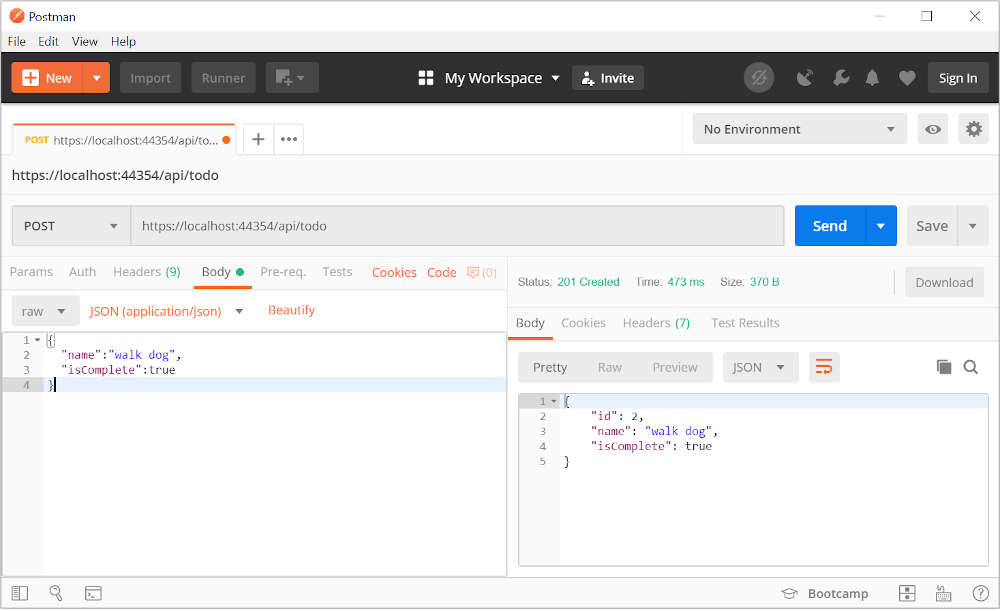 Postman
File Edit View Help
New Import Runner My Workspace Invite Sign In
POST https://localhost:44354/api/to... + ••• No Environment
https://localhost:44354/api/todo
POST https://localhost:44354/api/todo Send Save
Params Auth Headers (9) Body Pre-req. Tests Cookies Code (0)
raw JSON (application/json) Beautify
1 {
2 "name":"walk dog",
3 "isComplete":true
4 }
Status: 201 Created Time: 473 ms Size: 370 B Download
Body Cookies Headers (7) Test Results
Pretty Raw Preview JSON
1 {
2 "id": 2,
3 "name": "walk dog",
4 "isComplete": true
5 }
Bootcamp ?